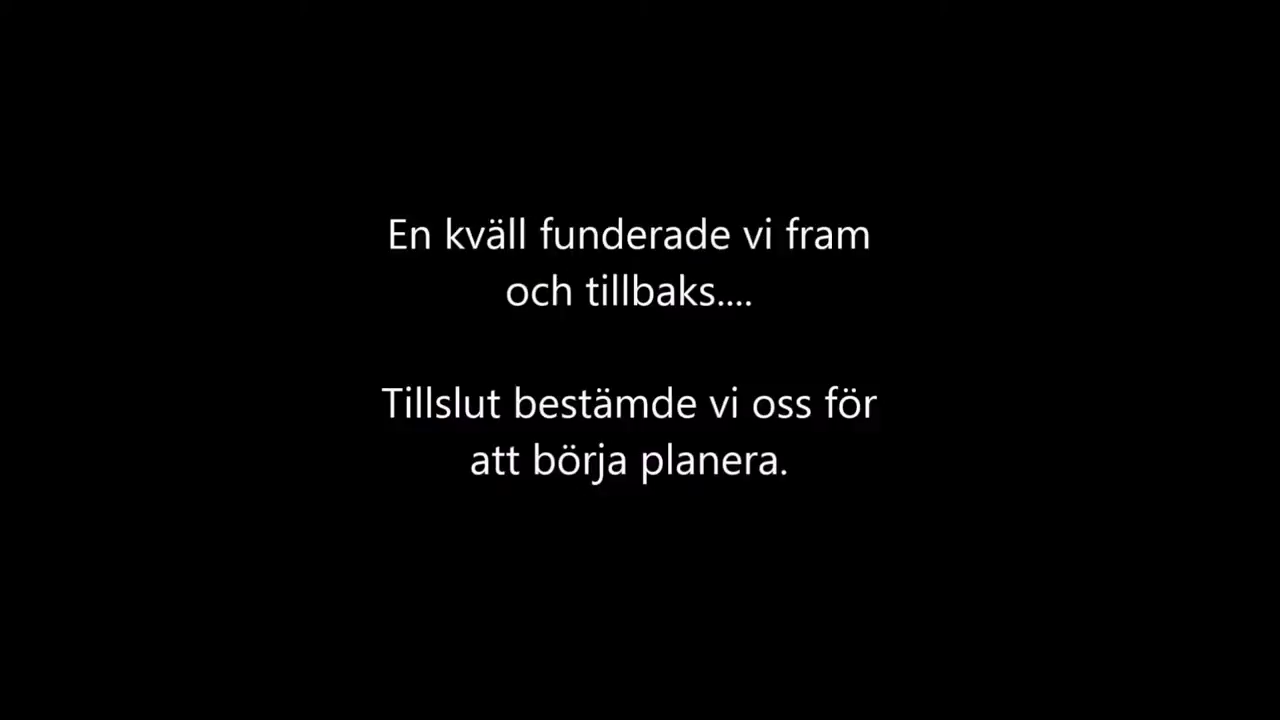 En kväll funderade vi fram
och tillbaks....
Tillslut bestämde vi oss för
att börja planera.